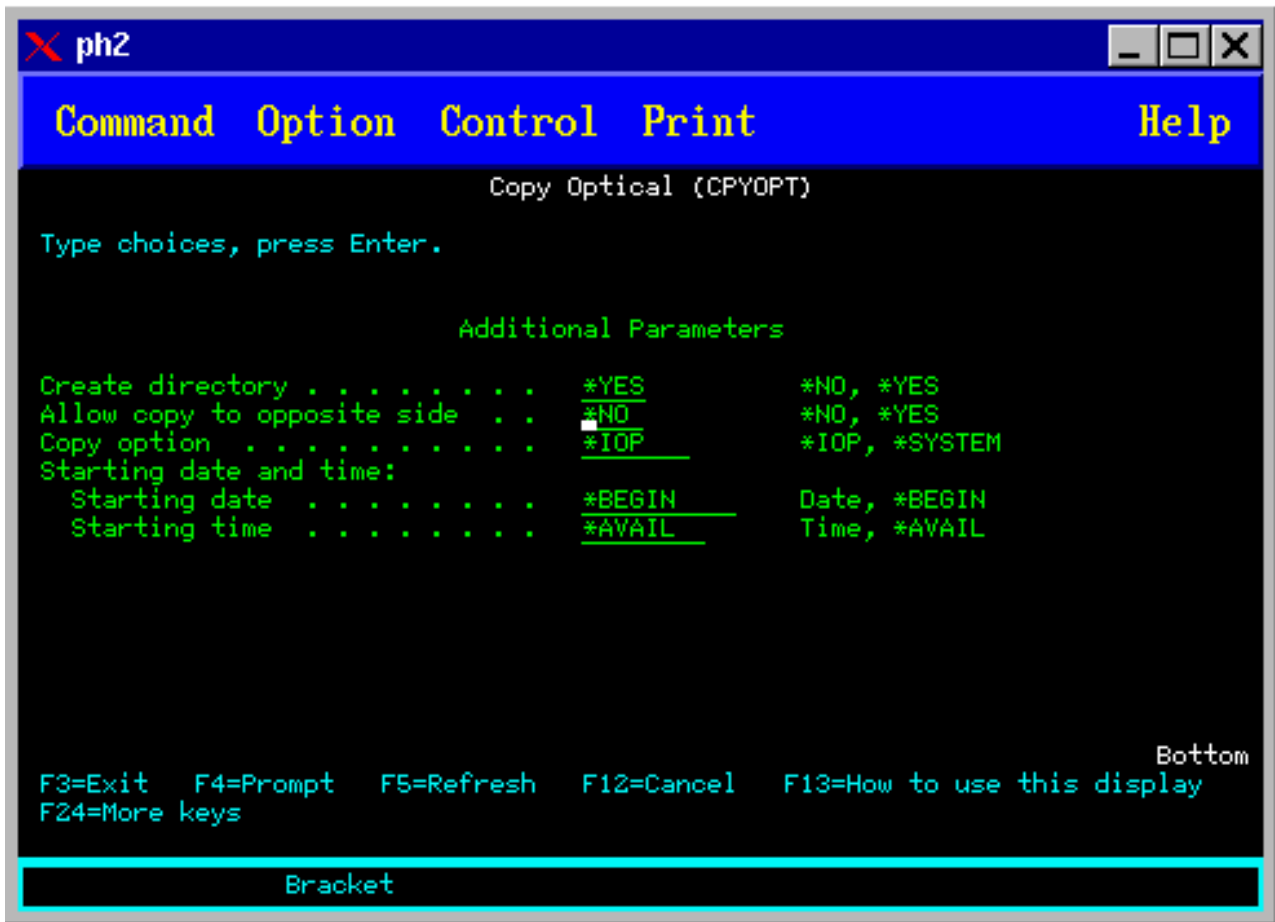 ph2
Command Option Control Print Help
Copy Optical (CPYOPT)
Type choices, press Enter.
Additional Parameters
Create directory . . . . . . . . *YES *NO, *YES
Allow copy to opposite side . . *NO *NO, *YES
Copy option . . . . . . . . . . *IOP *IOP, *SYSTEM
Starting date and time:
Starting date . . . . . . . . *BEGIN Date, *BEGIN
Starting time . . . . . . . . *AVAIL Time, *AVAIL
Bottom
F3=Exit F4=Prompt F5=Refresh F12=Cancel F13=How to use this display
F24=More keys
Bracket